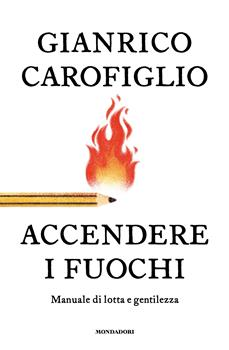 GIANRICO
CAROFIGLIO
ACCENDERE
I FUOCHI
Manuale di lotta e gentilezza
MONDADORI